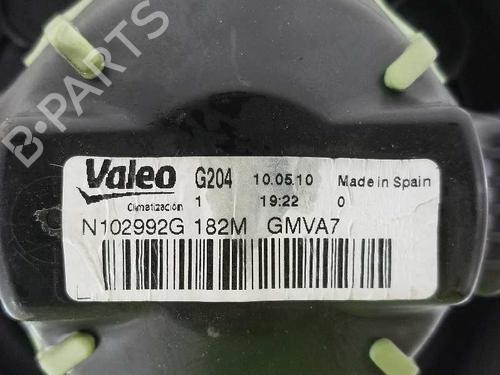 B-PARTS
Valeo G204 10.05.10 Made in Spain
Climatización 1 19:22 0
N102992G 182M GMVA7